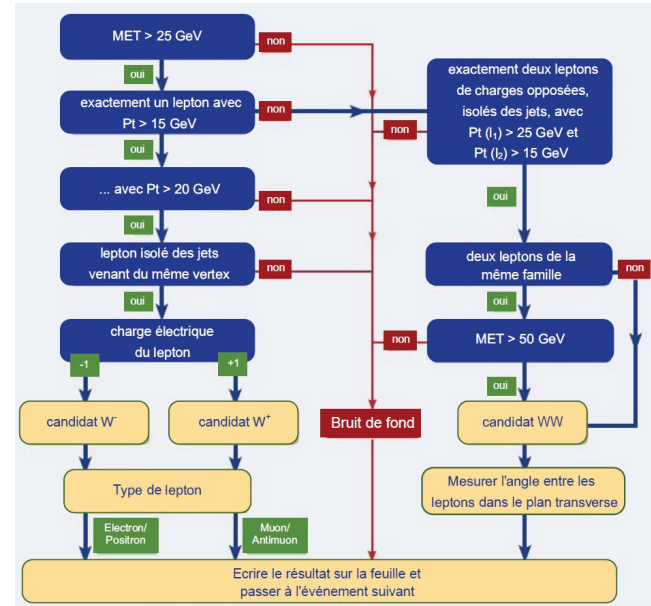 MET > 25 GeV
non
oui
exactement un lepton avec
Pt > 15 GeV
non
oui
... avec Pt > 20 GeV
non
oui
lepton isolé des jets
venant du même vertex
non
oui
charge électrique
du lepton
-1
+1
candidat W-
candidat W+
Type de lepton
Electron/
Positron
Muon/
Antimuon
exactement deux leptons
de charges opposées,
isolés des jets, avec
Pt (l₁) > 25 GeV et
Pt (l₂) > 15 GeV
non
oui
deux leptons de la
même famille
non
oui
MET > 50 GeV
non
oui
Bruit de fond
candidat WW
Mesurer l'angle entre les
leptons dans le plan transverse
Ecrire le résultat sur la feuille et
passer à l'événement suivant